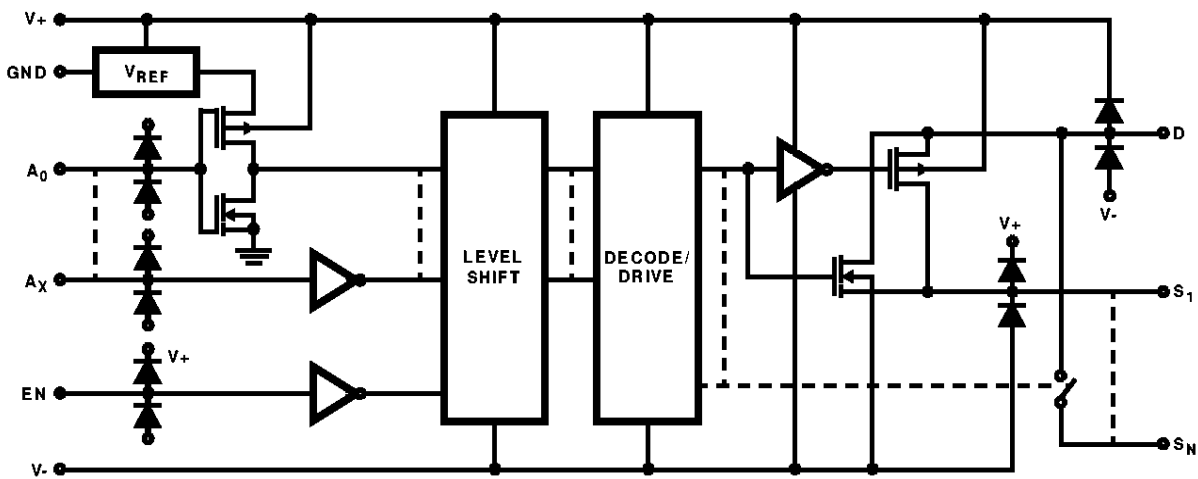 V+
GND
VREF
A0
D
V-
LEVEL
SHIFT
DECODE/
DRIVE
V+
AX
S1
V+
EN
SN
V-